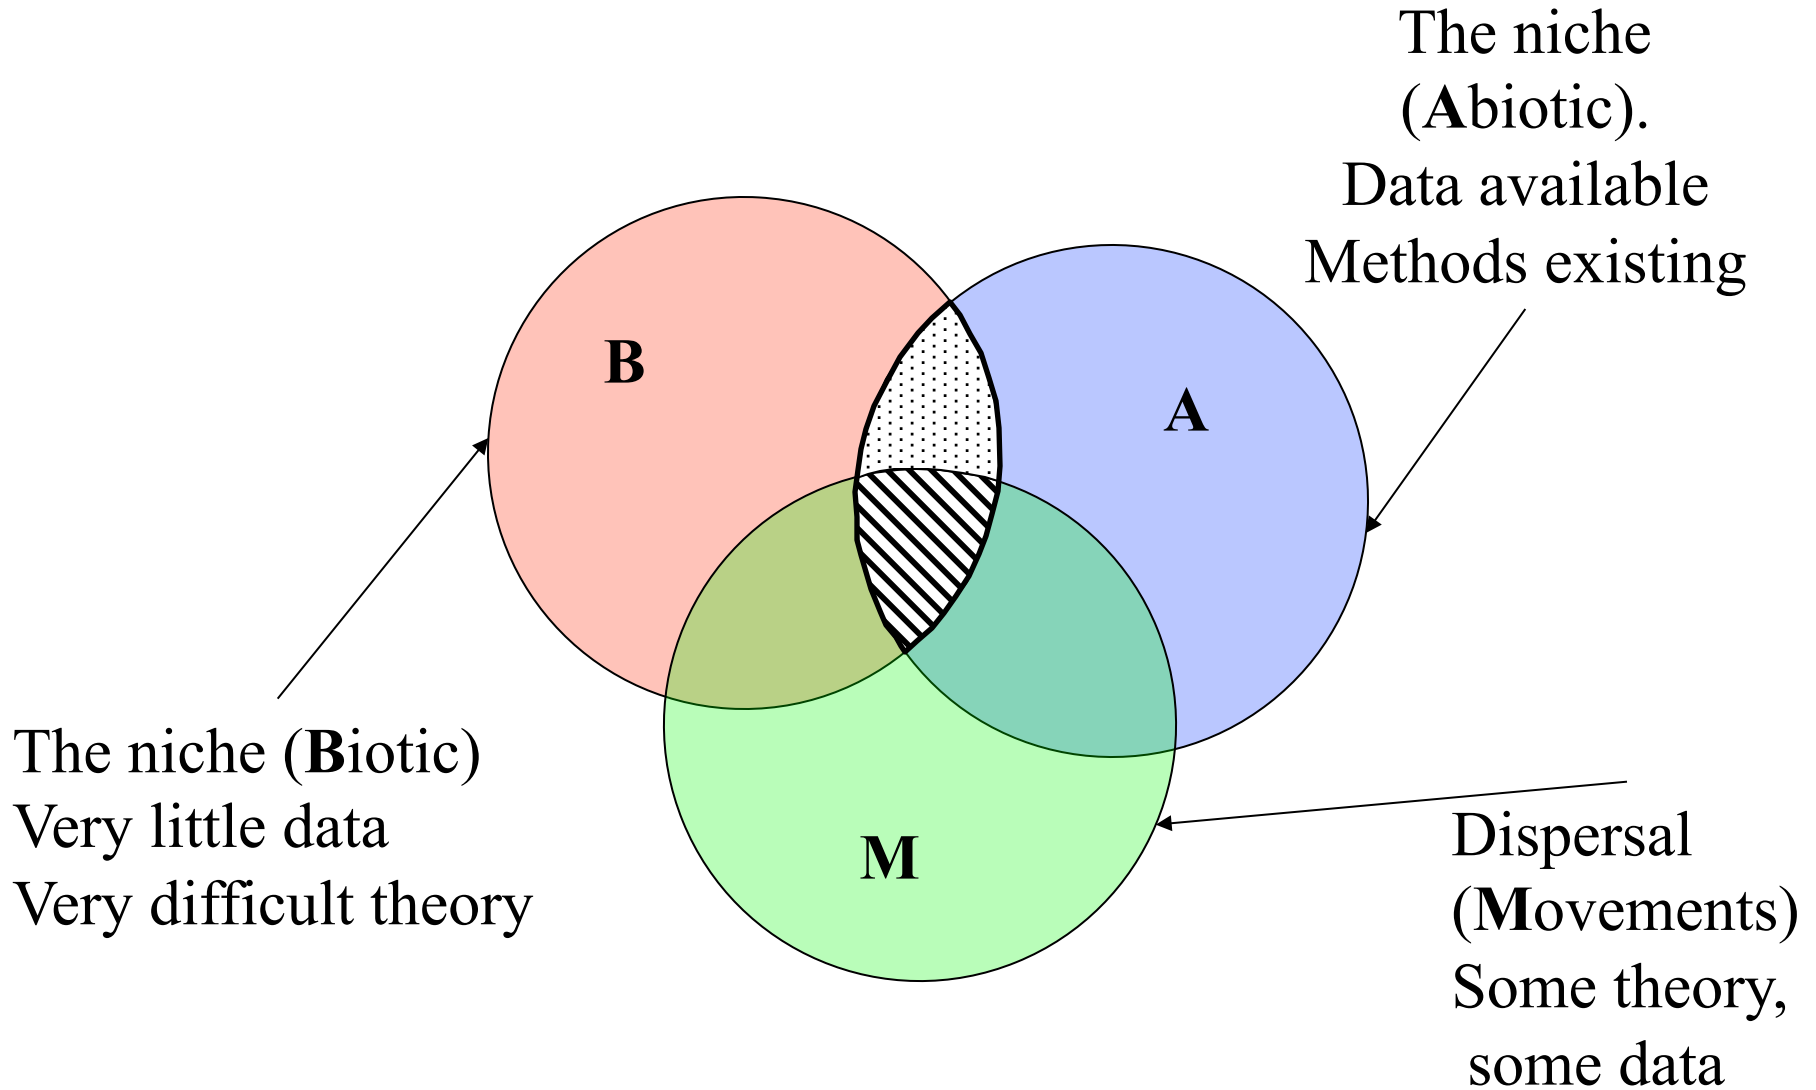 The niche
(Abiotic).
Data available
Methods existing
B
A
The niche (Biotic)
Very little data
Very difficult theory
M
Dispersal
(Movements)
Some theory,
some data